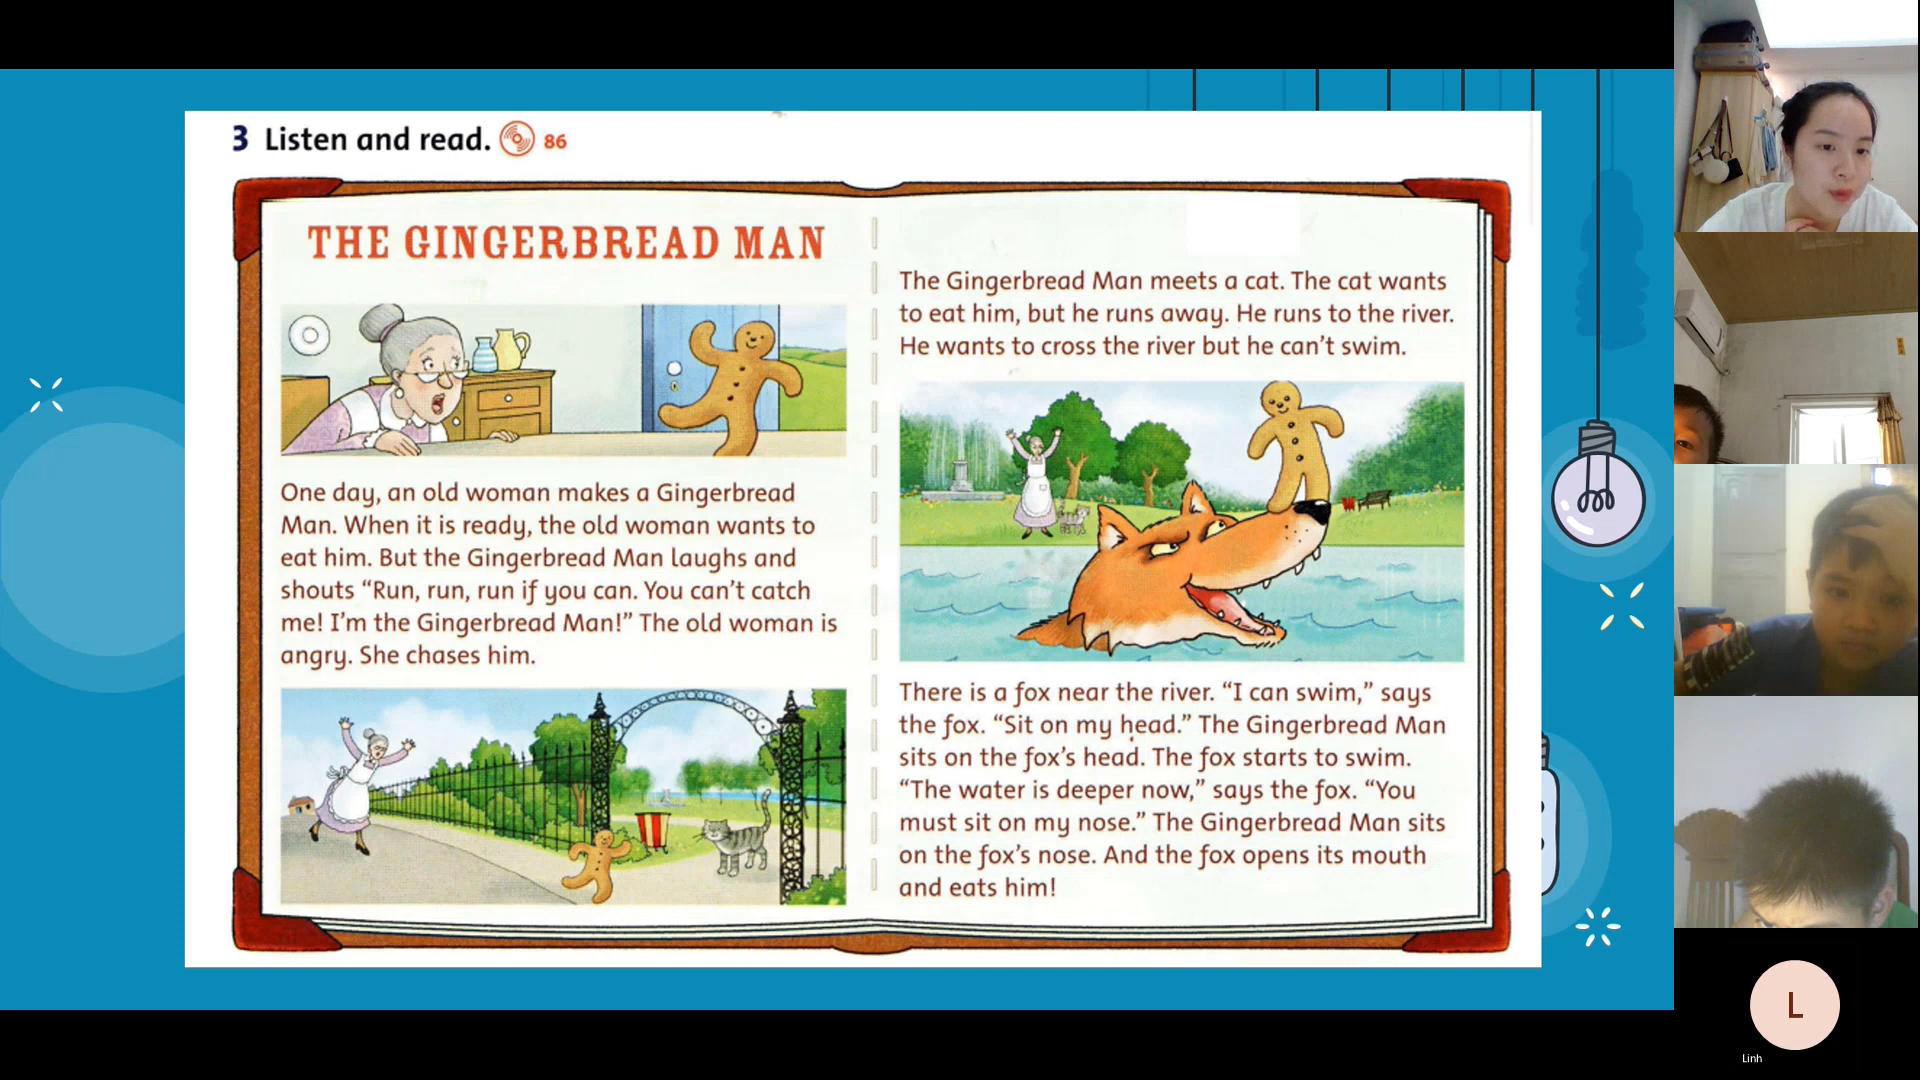 3 Listen and read. 86
THE GINGERBREAD MAN
One day, an old woman makes a Gingerbread
Man. When it is ready, the old woman wants to
eat him. But the Gingerbread Man laughs and
shouts “Run, run, run if you can. You can’t catch
me! I’m the Gingerbread Man!” The old woman is
angry. She chases him.
The Gingerbread Man meets a cat. The cat wants
to eat him, but he runs away. He runs to the river.
He wants to cross the river but he can’t swim.
There is a fox near the river. “I can swim,” says
the fox. “Sit on my head.” The Gingerbread Man
sits on the fox’s head. The fox starts to swim.
“The water is deeper now,” says the fox. “You
must sit on my nose.” The Gingerbread Man sits
on the fox’s nose. And the fox opens its mouth
and eats him!
L
Linh